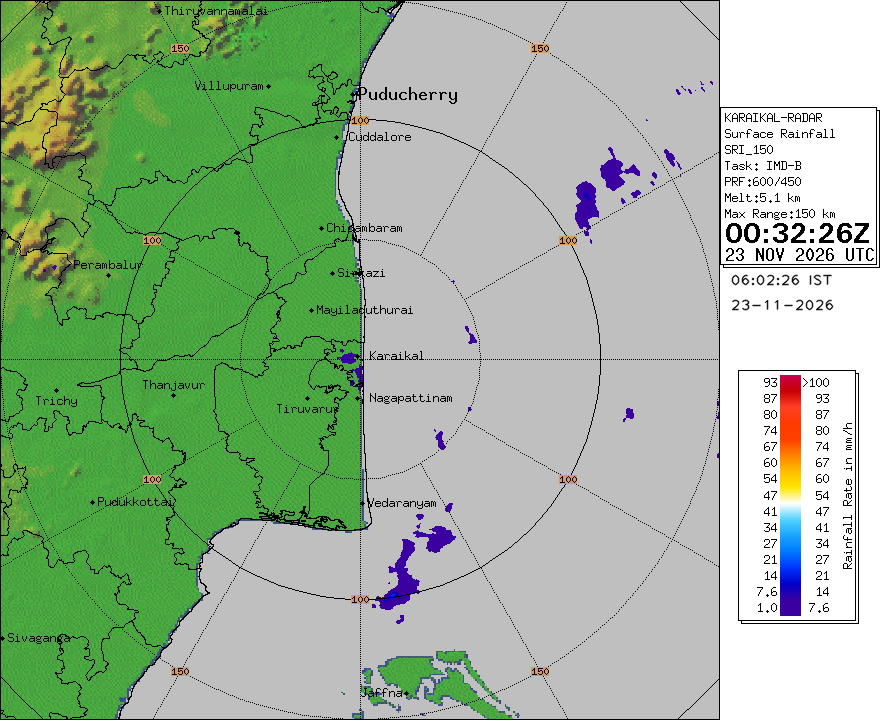 Thiruvannamalai
150
150
Villupuram
Puducherry
100
Cuddalore
Chidambaram
100
100
Perambalur
Sirkazi
Mayiladuthurai
Karaikal
Thanjavur
Trichy
Tiruvarur
Nagapattinam
100
100
Pudukkottai
Vedaranyam
100
Sivaganga
150
150
Jaffna
KARAIKAL-RADAR
Surface Rainfall
SRI_150
Task: IMD-B
PRF:600/450
Melt:5.1 km
Max Range:150 km
00:32:26Z
23 NOV 2026 UTC
06:02:26 IST
23-11-2026
93 >100
87 93
80 87
74 80
67 74
60 67
54 60
47 54
41 47
34 41
27 34
21 27
14 21
7.6 14
1.0 7.6
Rainfall Rate in mm/h